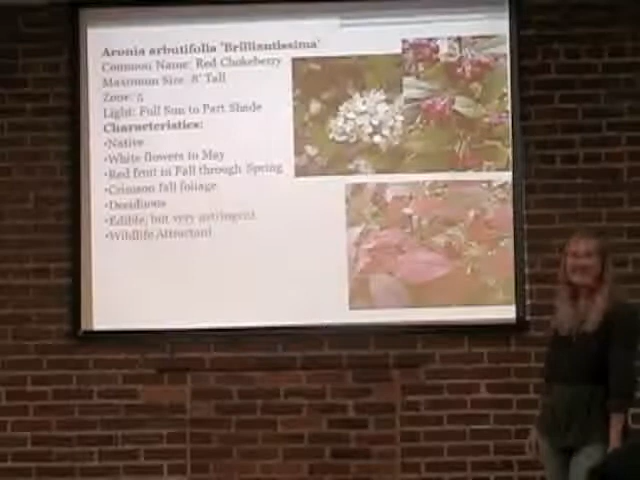 Aronia arbutifolia 'Brilliantissima'
Common Name: Red Chokeberry
Maximum Size: 8' Tall
Zone: 5
Light: Full Sun to Part Shade
Characteristics:
•Native
•White flowers in May
•Red fruit in Fall through Spring
•Crimson fall foliage
•Deciduous
•Edible, but very astringent
•Wildlife Attractant